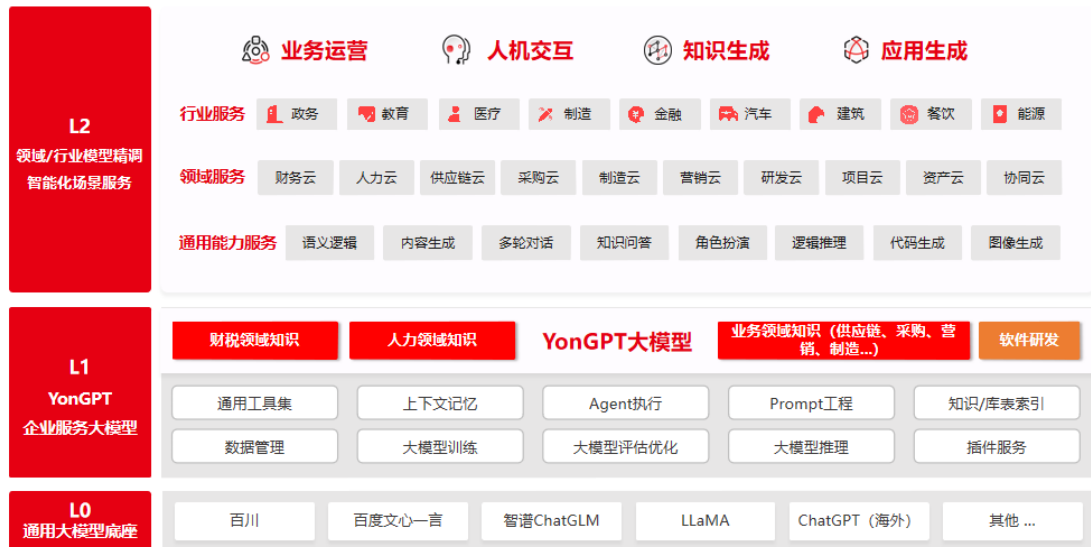 业务运营 人机交互 知识生成 应用生成
L2
领域/行业模型精调
智能化场景服务
行业服务 政务 教育 医疗 制造 金融 汽车 建筑 餐饮 能源
领域服务 财务云 人力云 供应链云 采购云 制造云 营销云 研发云 项目云 资产云 协同云
通用能力服务 语义逻辑 内容生成 多轮对话 知识问答 角色扮演 逻辑推理 代码生成 图像生成
L1
YonGPT
企业服务大模型
财税领域知识 人力领域知识 YonGPT大模型 业务领域知识（供应链、采购、营
销、制造...） 软件研发
通用工具集 上下文记忆 Agent执行 Prompt工程 知识/库表索引
数据管理 大模型训练 大模型评估优化 大模型推理 插件服务
L0
通用大模型底座
百川 百度文心一言 智谱ChatGLM LLaMA ChatGPT（海外） 其他 ...